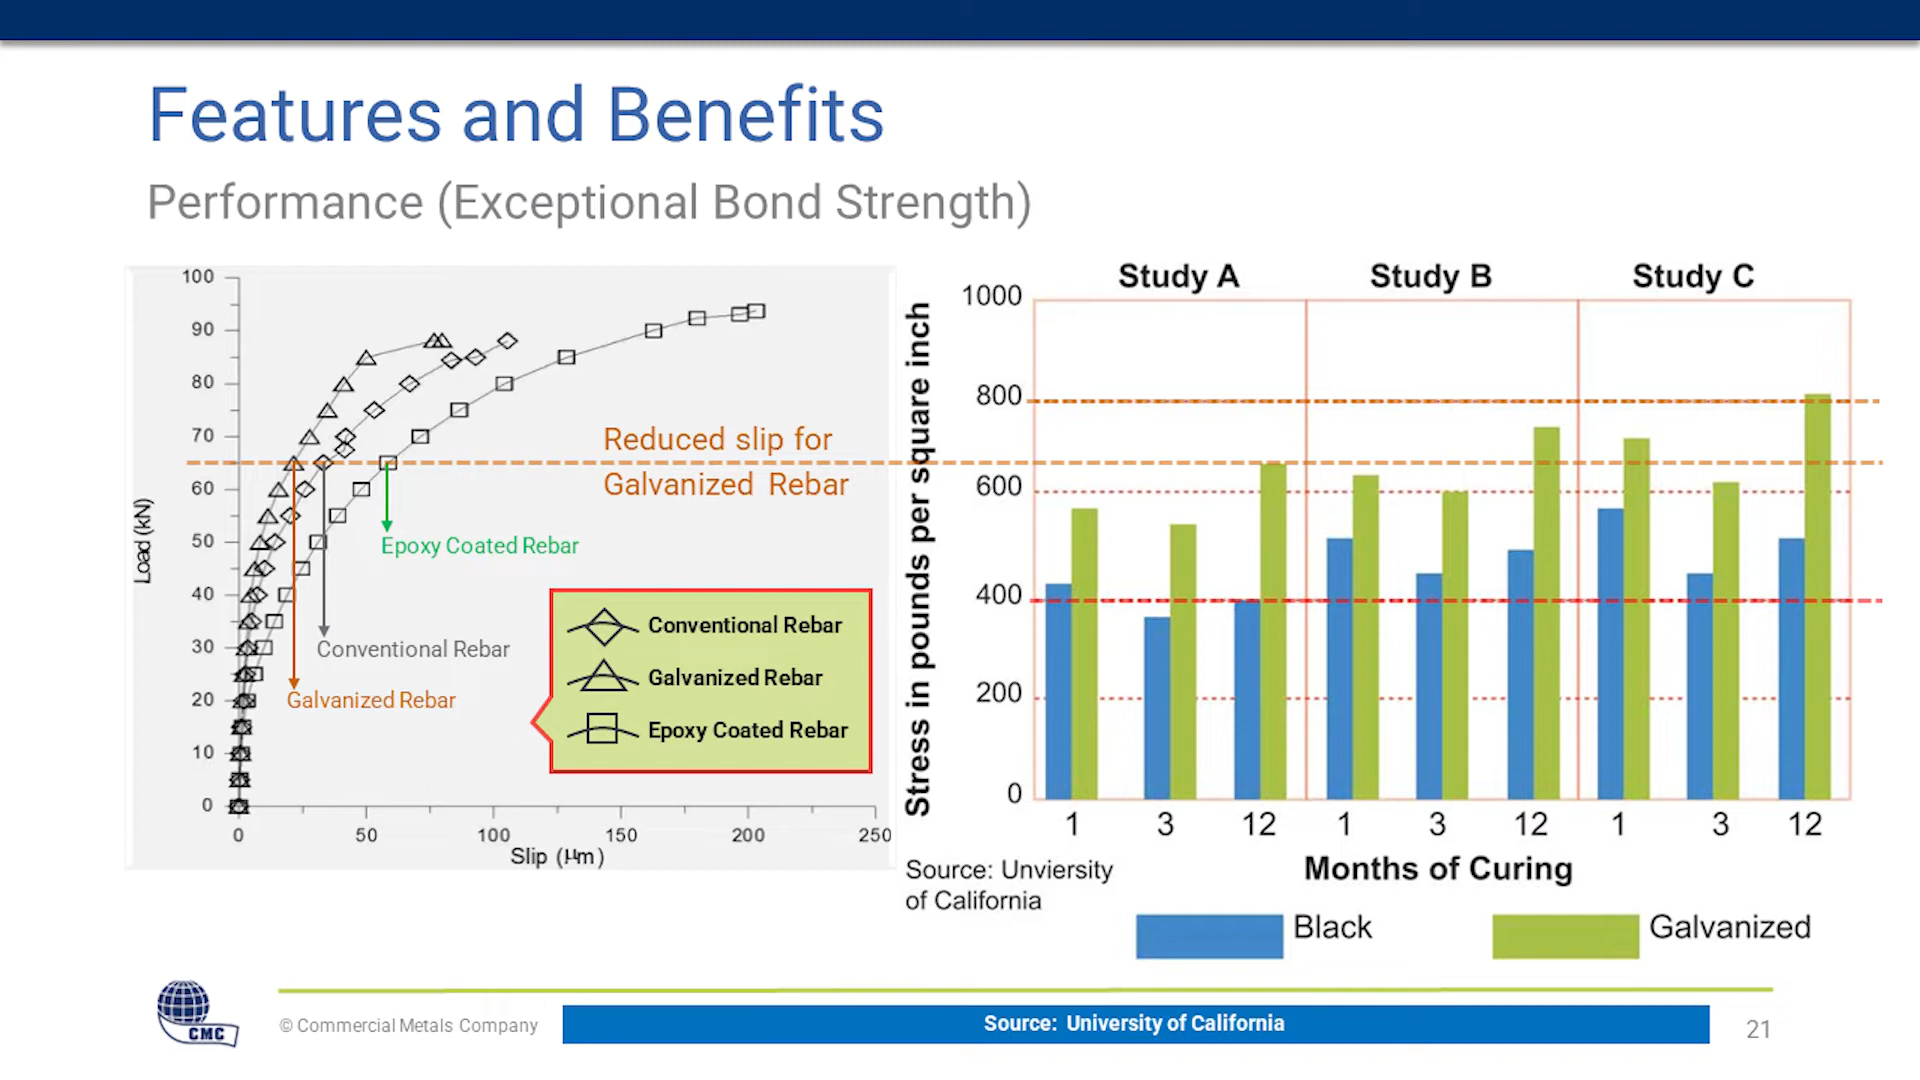 Features and Benefits
Performance (Exceptional Bond Strength)
100
90
80
70
60
50
40
30
20
10
0
Load (kN)
0
50
100
150
200
250
Slip (μm)
Reduced slip for
Galvanized Rebar
Epoxy Coated Rebar
Conventional Rebar
Galvanized Rebar
Conventional Rebar
Galvanized Rebar
Epoxy Coated Rebar
Study A
Study B
Study C
Stress in pounds per square inch
1000
800
600
400
200
0
1 3 12 1 3 12 1 3 12
Months of Curing
Source: Unviersity
of California
Black
Galvanized
CMC
© Commercial Metals Company
Source: University of California
21